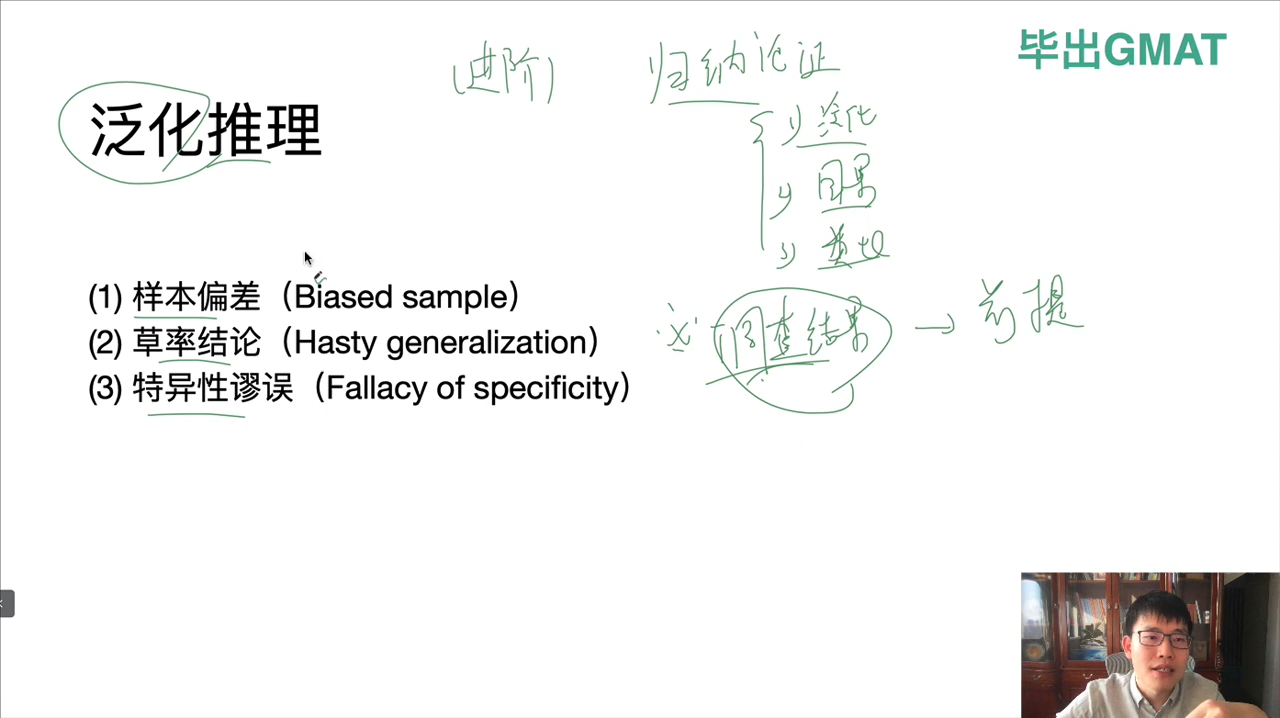 毕出GMAT
(进阶) 归纳论证
泛化推理
1) 泛化
2) 因果
3) 类比
(1) 样本偏差（Biased sample）
(2) 草率结论（Hasty generalization）
(3) 特异性谬误（Fallacy of specificity）
※ 调查结果 → 前提